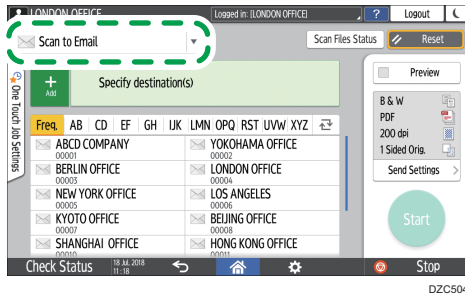 LONDON OFFICE
Logged in: [LONDON OFFICE]
?
Logout
Scan to Email
Scan Files Status
Reset
One Touch Job Settings
+
Add
Specify destination(s)
Preview
B & W
PDF
200 dpi
1 Sided Orig.
Send Settings >
Start
Freq. AB CD EF GH IJK LMN OPQ RST UVW XYZ
ABCD COMPANY
00001
YOKOHAMA OFFICE
00002
BERLIN OFFICE
00003
LONDON OFFICE
00004
NEW YORK OFFICE
00005
LOS ANGELES
00006
KYOTO OFFICE
00007
BEIJING OFFICE
00008
SHANGHAI OFFICE
00010
HONG KONG OFFICE
00011
Check Status
18 Jul. 2018
11:18
Stop
DZC504